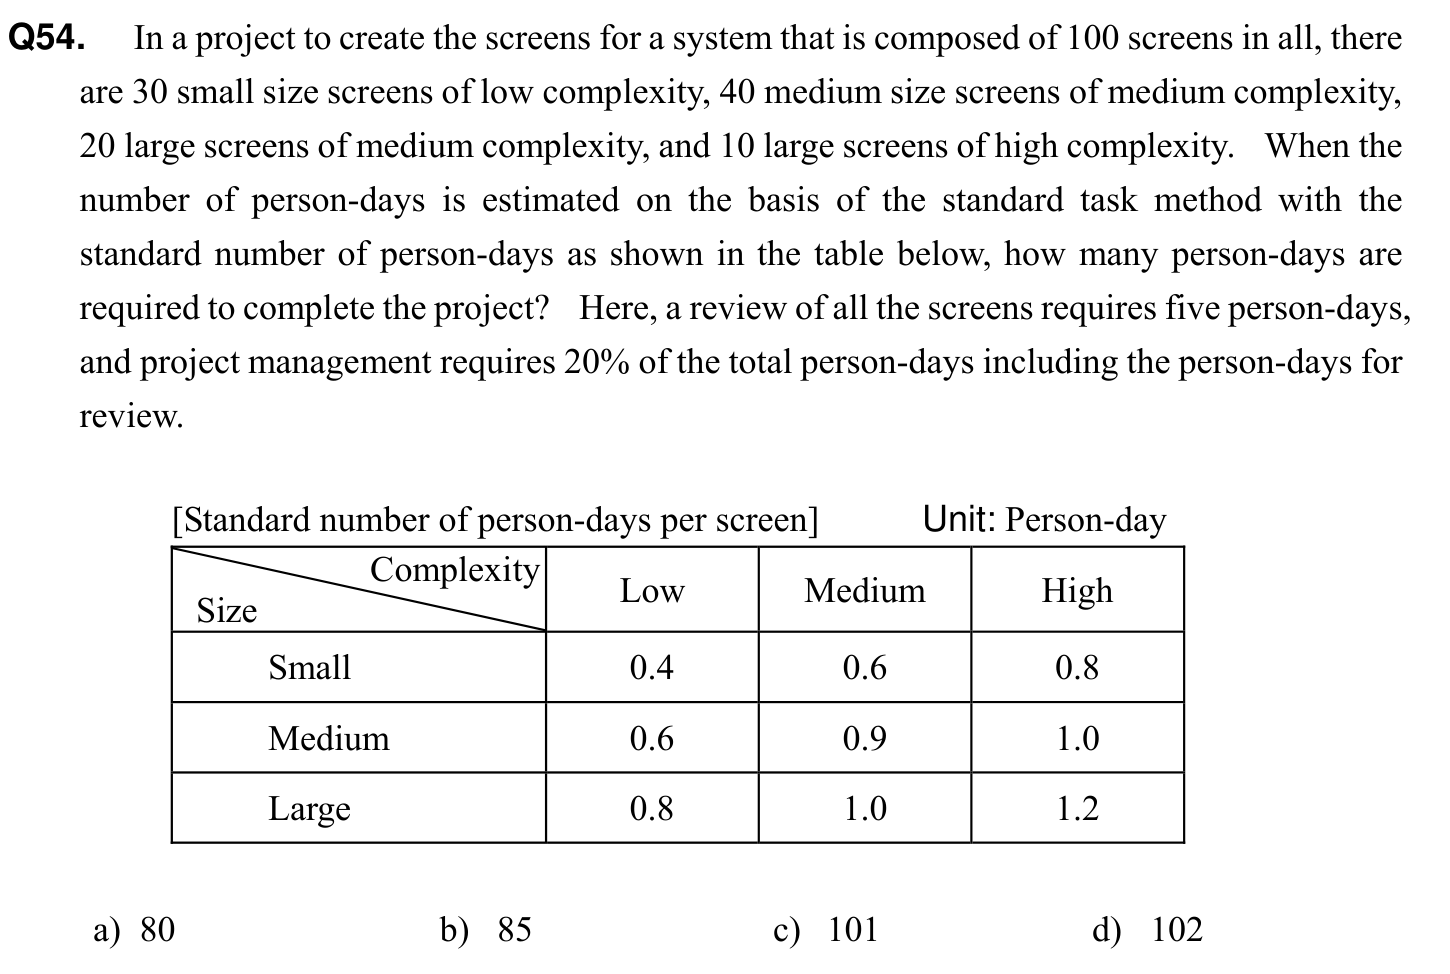 Q54. In a project to create the screens for a system that is composed of 100 screens in all, there
are 30 small size screens of low complexity, 40 medium size screens of medium complexity,
20 large screens of medium complexity, and 10 large screens of high complexity. When the
number of person-days is estimated on the basis of the standard task method with the
standard number of person-days as shown in the table below, how many person-days are
required to complete the project? Here, a review of all the screens requires five person-days,
and project management requires 20% of the total person-days including the person-days for
review.
[Standard number of person-days per screen] Unit: Person-day
Complexity
Size
Low Medium High
Small 0.4 0.6 0.8
Medium 0.6 0.9 1.0
Large 0.8 1.0 1.2
a) 80 b) 85 c) 101 d) 102